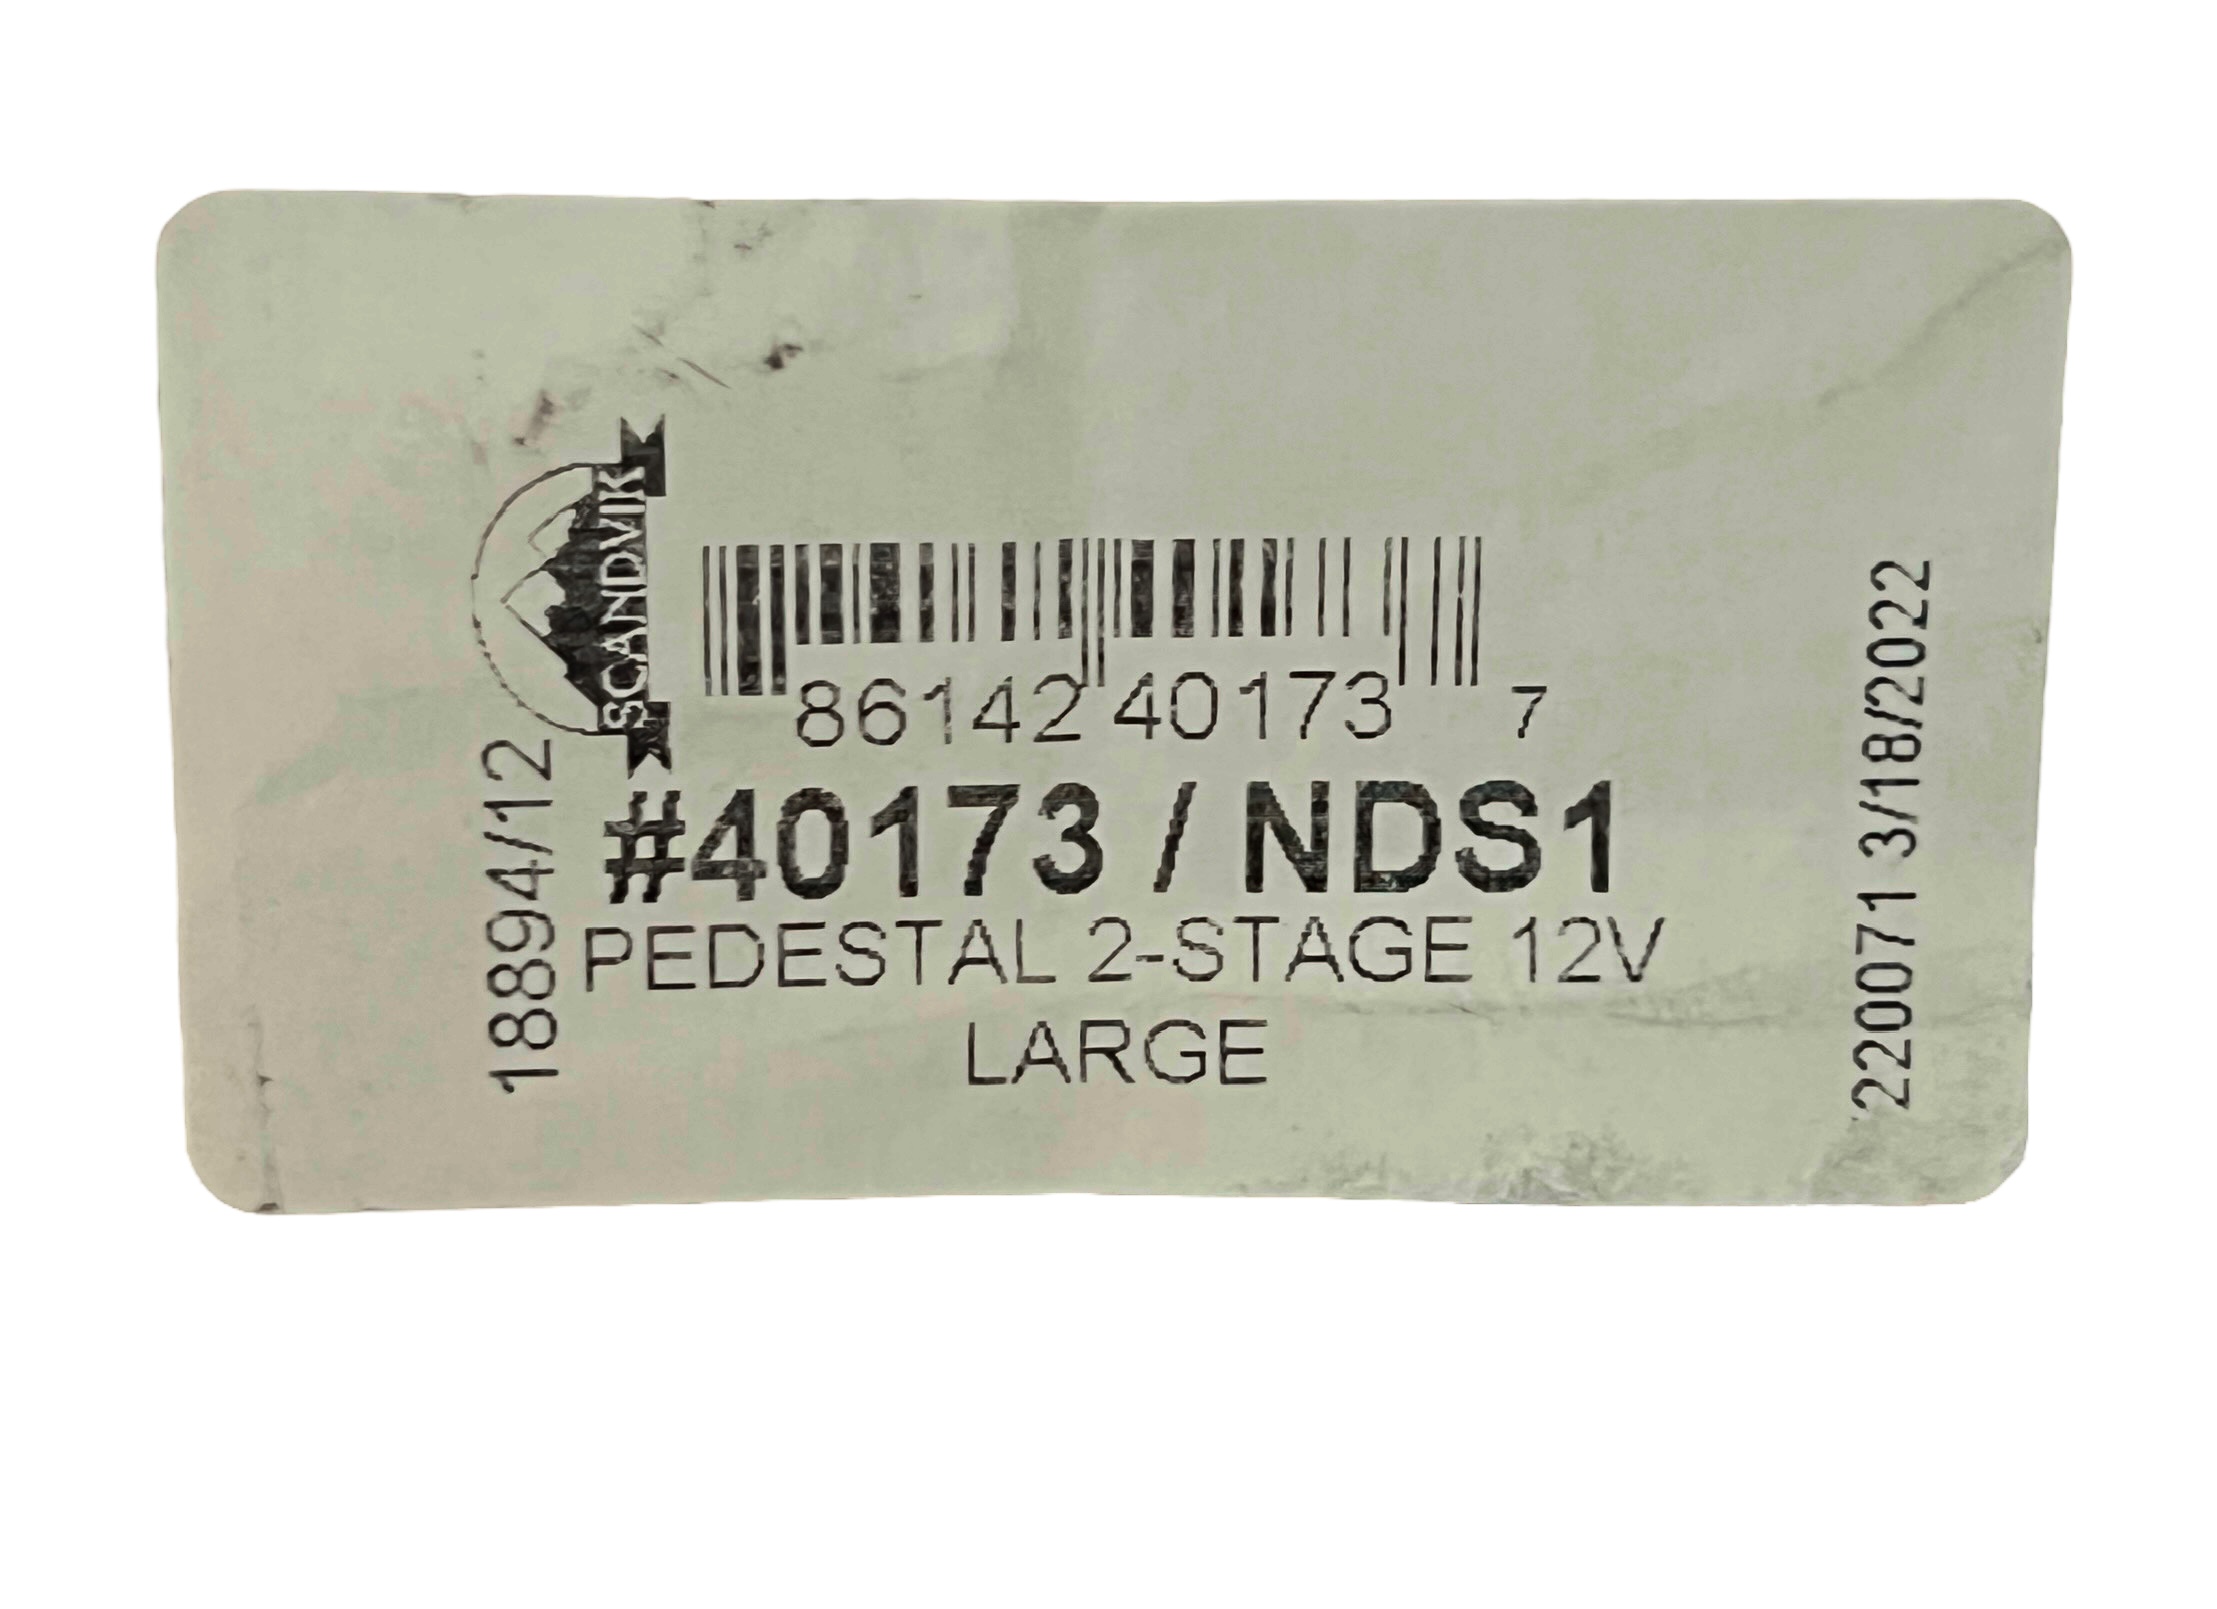 SCANDVIK
86142 40173 7
#40173 / NDS1
PEDESTAL 2-STAGE 12V
LARGE
18894/12
220071 3/18/2022